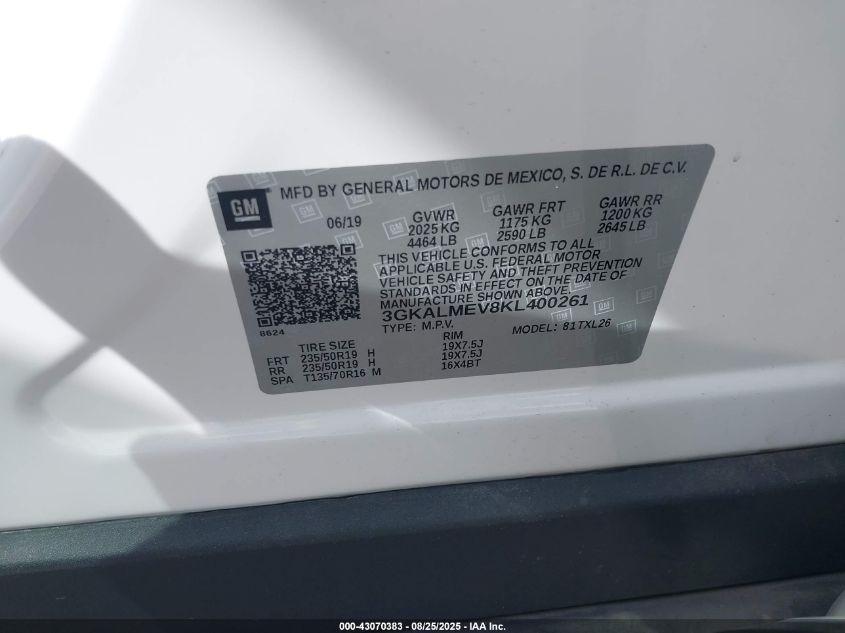 GM
MFD BY GENERAL MOTORS DE MEXICO, S. DE R.L. DE C.V.
06/19 GVWR GAWR FRT GAWR RR
2025 KG 1175 KG 1200 KG
4464 LB 2590 LB 2645 LB
THIS VEHICLE CONFORMS TO ALL
APPLICABLE U.S. FEDERAL MOTOR
VEHICLE SAFETY AND THEFT PREVENTION
STANDARDS IN EFFECT ON THE DATE OF
MANUFACTURE SHOWN ABOVE.
3GKALMEV8KL400261
TYPE: M.P.V. MODEL: 81TXL26
8624
TIRE SIZE RIM
FRT 235/50R19 H 19X7.5J
RR 235/50R19 H 19X7.5J
SPA T135/70R16 M 16X4BT
000-43070383 - 08/25/2025 - IAA Inc.